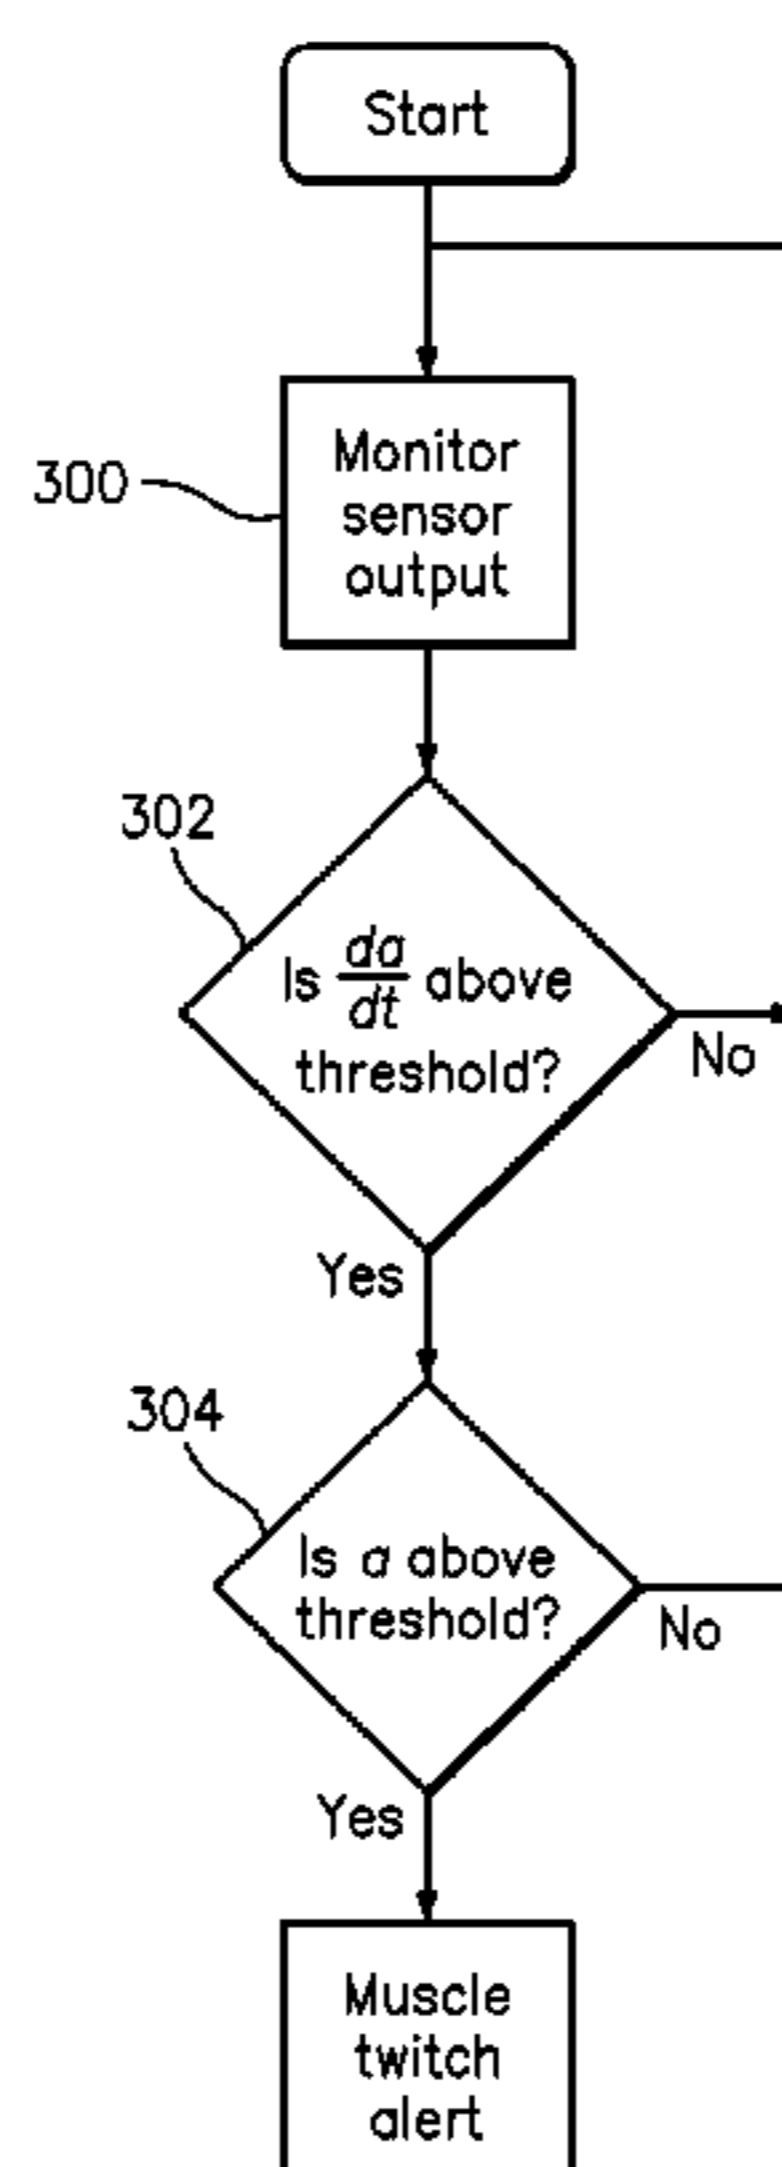 Start
300
Monitor
sensor
output
302
Is da/dt above
threshold?
No
Yes
304
Is a above
threshold?
No
Yes
Muscle
twitch
alert